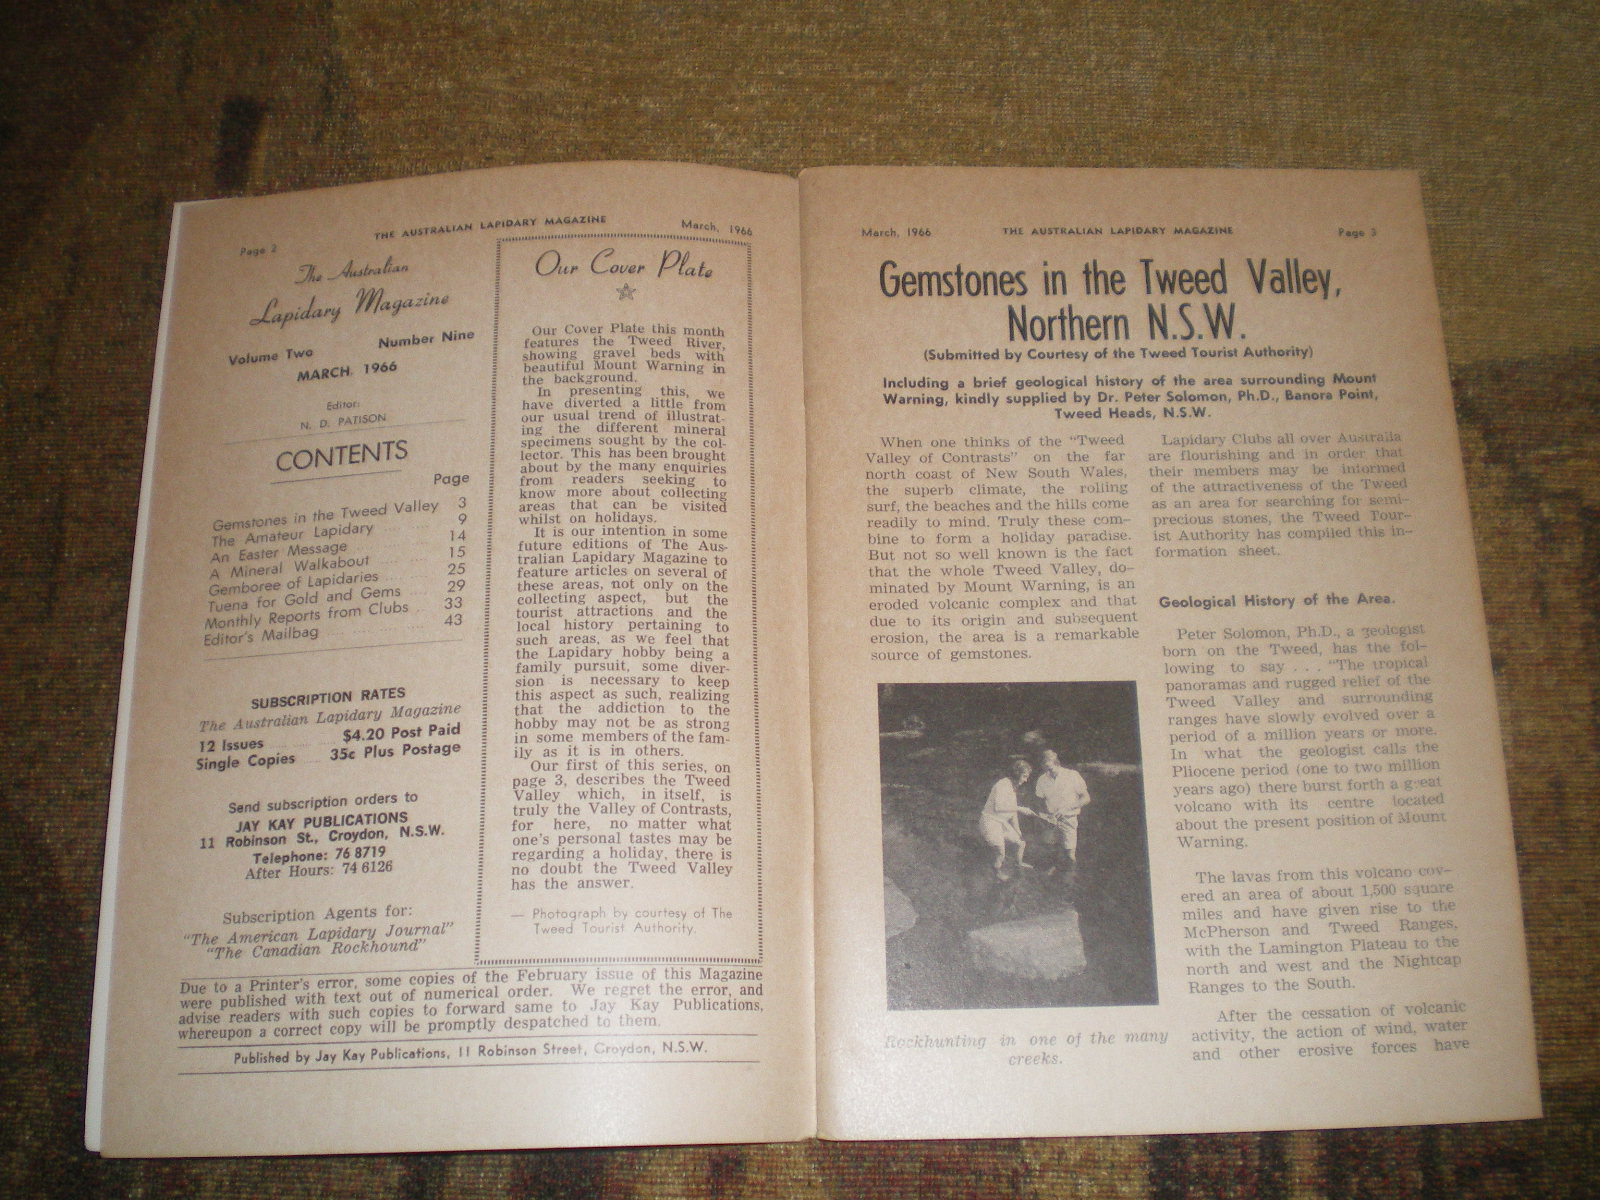 Page 2
THE AUSTRALIAN LAPIDARY MAGAZINE
March, 1966
The Australian
Lapidary Magazine
Volume Two Number Nine
MARCH, 1966
Editor:
N. D. PATISON
CONTENTS
Page
Gemstones in the Tweed Valley 3
The Amateur Lapidary 9
An Easter Message 14
A Mineral Walkabout 15
Gemboree of Lapidaries 25
Tuena for Gold and Gems 29
Monthly Reports from Clubs 33
Editor's Mailbag 43
SUBSCRIPTION RATES
The Australian Lapidary Magazine
12 Issues $4.20 Post Paid
Single Copies 35c Plus Postage
Send subscription orders to
JAY KAY PUBLICATIONS
11 Robinson St., Croydon, N.S.W.
Telephone: 76 8719
After Hours: 74 6126
Subscription Agents for:
"The American Lapidary Journal"
"The Canadian Rockhound"
Our Cover Plate
Our Cover Plate this month
features the Tweed River,
showing gravel beds with
beautiful Mount Warning in
the background.
In presenting this, we
have diverted a little from
our usual trend of illustrat-
ing the different mineral
specimens sought by the col-
lector. This has been brought
about by the many enquiries
from readers seeking to
know more about collecting
areas that can be visited
whilst on holidays.
It is our intention in some
future editions of The Aus-
tralian Lapidary Magazine to
feature articles on several of
these areas, not only on the
collecting aspect, but the
tourist attractions and the
local history pertaining to
such areas, as we feel that
the Lapidary hobby being a
family pursuit, some diver-
sion is necessary to keep
this aspect as such, realizing
that the addiction to the
hobby may not be as strong
in some members of the fam-
ily as it is in others.
Our first of this series, on
page 3, describes the Tweed
Valley which, in itself, is
truly the Valley of Contrasts,
for here, no matter what
one's personal tastes may be
regarding a holiday, there is
no doubt the Tweed Valley
has the answer.
— Photograph by courtesy of The
Tweed Tourist Authority.
Due to a Printer's error, some copies of the February issue of this Magazine
were published with text out of numerical order. We regret the error, and
advise readers with such copies to forward same to Jay Kay Publications,
whereupon a correct copy will be promptly despatched to them.
Published by Jay Kay Publications, 11 Robinson Street, Croydon, N.S.W.
March, 1966
THE AUSTRALIAN LAPIDARY MAGAZINE
Page 3
Gemstones in the Tweed Valley,
Northern N.S.W.
(Submitted by Courtesy of the Tweed Tourist Authority)
Including a brief geological history of the area surrounding Mount
Warning, kindly supplied by Dr. Peter Solomon, Ph.D., Banora Point,
Tweed Heads, N.S.W.
When one thinks of the "Tweed
Valley of Contrasts" on the far
north coast of New South Wales,
the superb climate, the rolling
surf, the beaches and the hills come
readily to mind. Truly these com-
bine to form a holiday paradise.
But not so well known is the fact
that the whole Tweed Valley, do-
minated by Mount Warning, is an
eroded volcanic complex and that
due to its origin and subsequent
erosion, the area is a remarkable
source of gemstones.
Rockhunting in one of the many
creeks.
Lapidary Clubs all over Australia
are flourishing and in order that
their members may be informed
of the attractiveness of the Tweed
as an area for searching for semi-
precious stones, the Tweed Tour-
ist Authority has compiled this in-
formation sheet.
Geological History of the Area.
Peter Solomon, Ph.D., a geologist
born on the Tweed, has the fol-
lowing to say . . . "The tropical
panoramas and rugged relief of the
Tweed Valley and surrounding
ranges have slowly evolved over a
period of a million years or more.
In what the geologist calls the
Pliocene period (one to two million
years ago) there burst forth a great
volcano with its centre located
about the present position of Mount
Warning.
The lavas from this volcano cov-
ered an area of about 1,500 square
miles and have given rise to the
McPherson and Tweed Ranges,
with the Lamington Plateau to the
north and west and the Nightcap
Ranges to the South.
After the cessation of volcanic
activity, the action of wind, water
and other erosive forces have